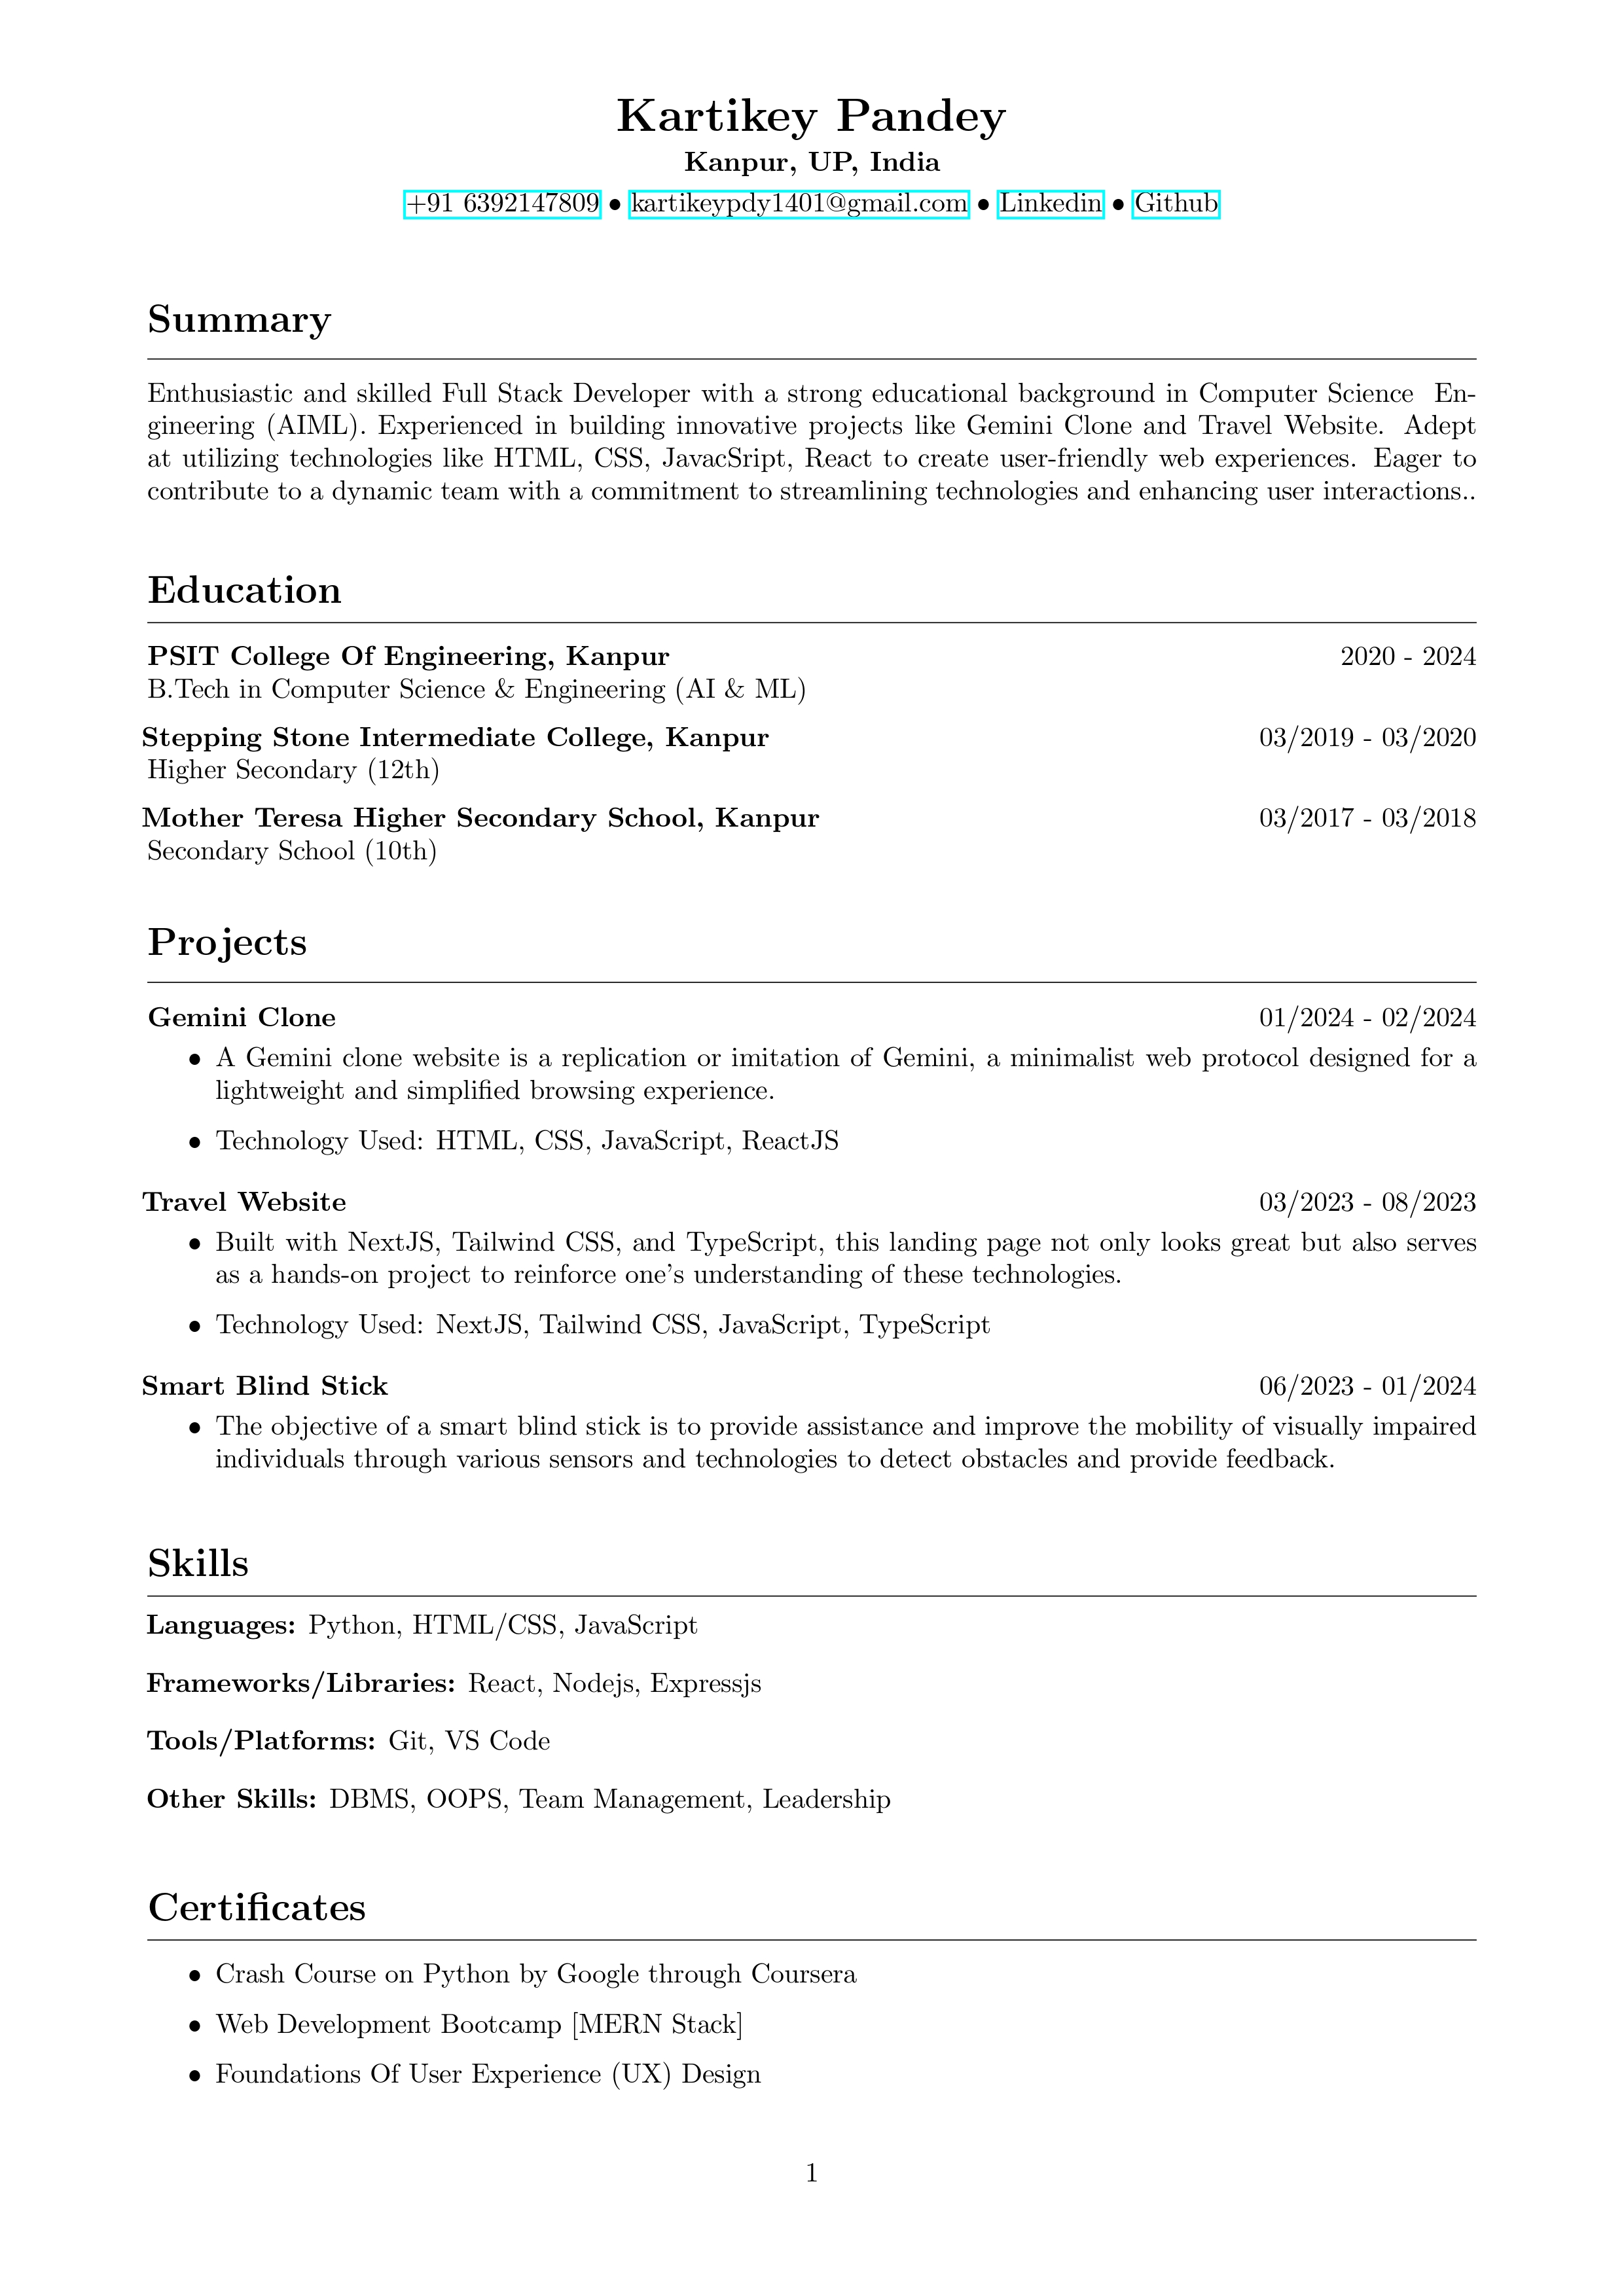 Kartikey Pandey
Kanpur, UP, India
+91 6392147809 • kartikeypdy1401@gmail.com • Linkedin • Github
Summary
Enthusiastic and skilled Full Stack Developer with a strong educational background in Computer Science En-
gineering (AIML). Experienced in building innovative projects like Gemini Clone and Travel Website. Adept
at utilizing technologies like HTML, CSS, JavacSript, React to create user-friendly web experiences. Eager to
contribute to a dynamic team with a commitment to streamlining technologies and enhancing user interactions..
Education
PSIT College Of Engineering, Kanpur 2020 - 2024
B.Tech in Computer Science & Engineering (AI & ML)
Stepping Stone Intermediate College, Kanpur 03/2019 - 03/2020
Higher Secondary (12th)
Mother Teresa Higher Secondary School, Kanpur 03/2017 - 03/2018
Secondary School (10th)
Projects
Gemini Clone 01/2024 - 02/2024
• A Gemini clone website is a replication or imitation of Gemini, a minimalist web protocol designed for a
lightweight and simplified browsing experience.
• Technology Used: HTML, CSS, JavaScript, ReactJS
Travel Website 03/2023 - 08/2023
• Built with NextJS, Tailwind CSS, and TypeScript, this landing page not only looks great but also serves
as a hands-on project to reinforce one's understanding of these technologies.
• Technology Used: NextJS, Tailwind CSS, JavaScript, TypeScript
Smart Blind Stick 06/2023 - 01/2024
• The objective of a smart blind stick is to provide assistance and improve the mobility of visually impaired
individuals through various sensors and technologies to detect obstacles and provide feedback.
Skills
Languages: Python, HTML/CSS, JavaScript
Frameworks/Libraries: React, Nodejs, Expressjs
Tools/Platforms: Git, VS Code
Other Skills: DBMS, OOPS, Team Management, Leadership
Certificates
• Crash Course on Python by Google through Coursera
• Web Development Bootcamp [MERN Stack]
• Foundations Of User Experience (UX) Design
1